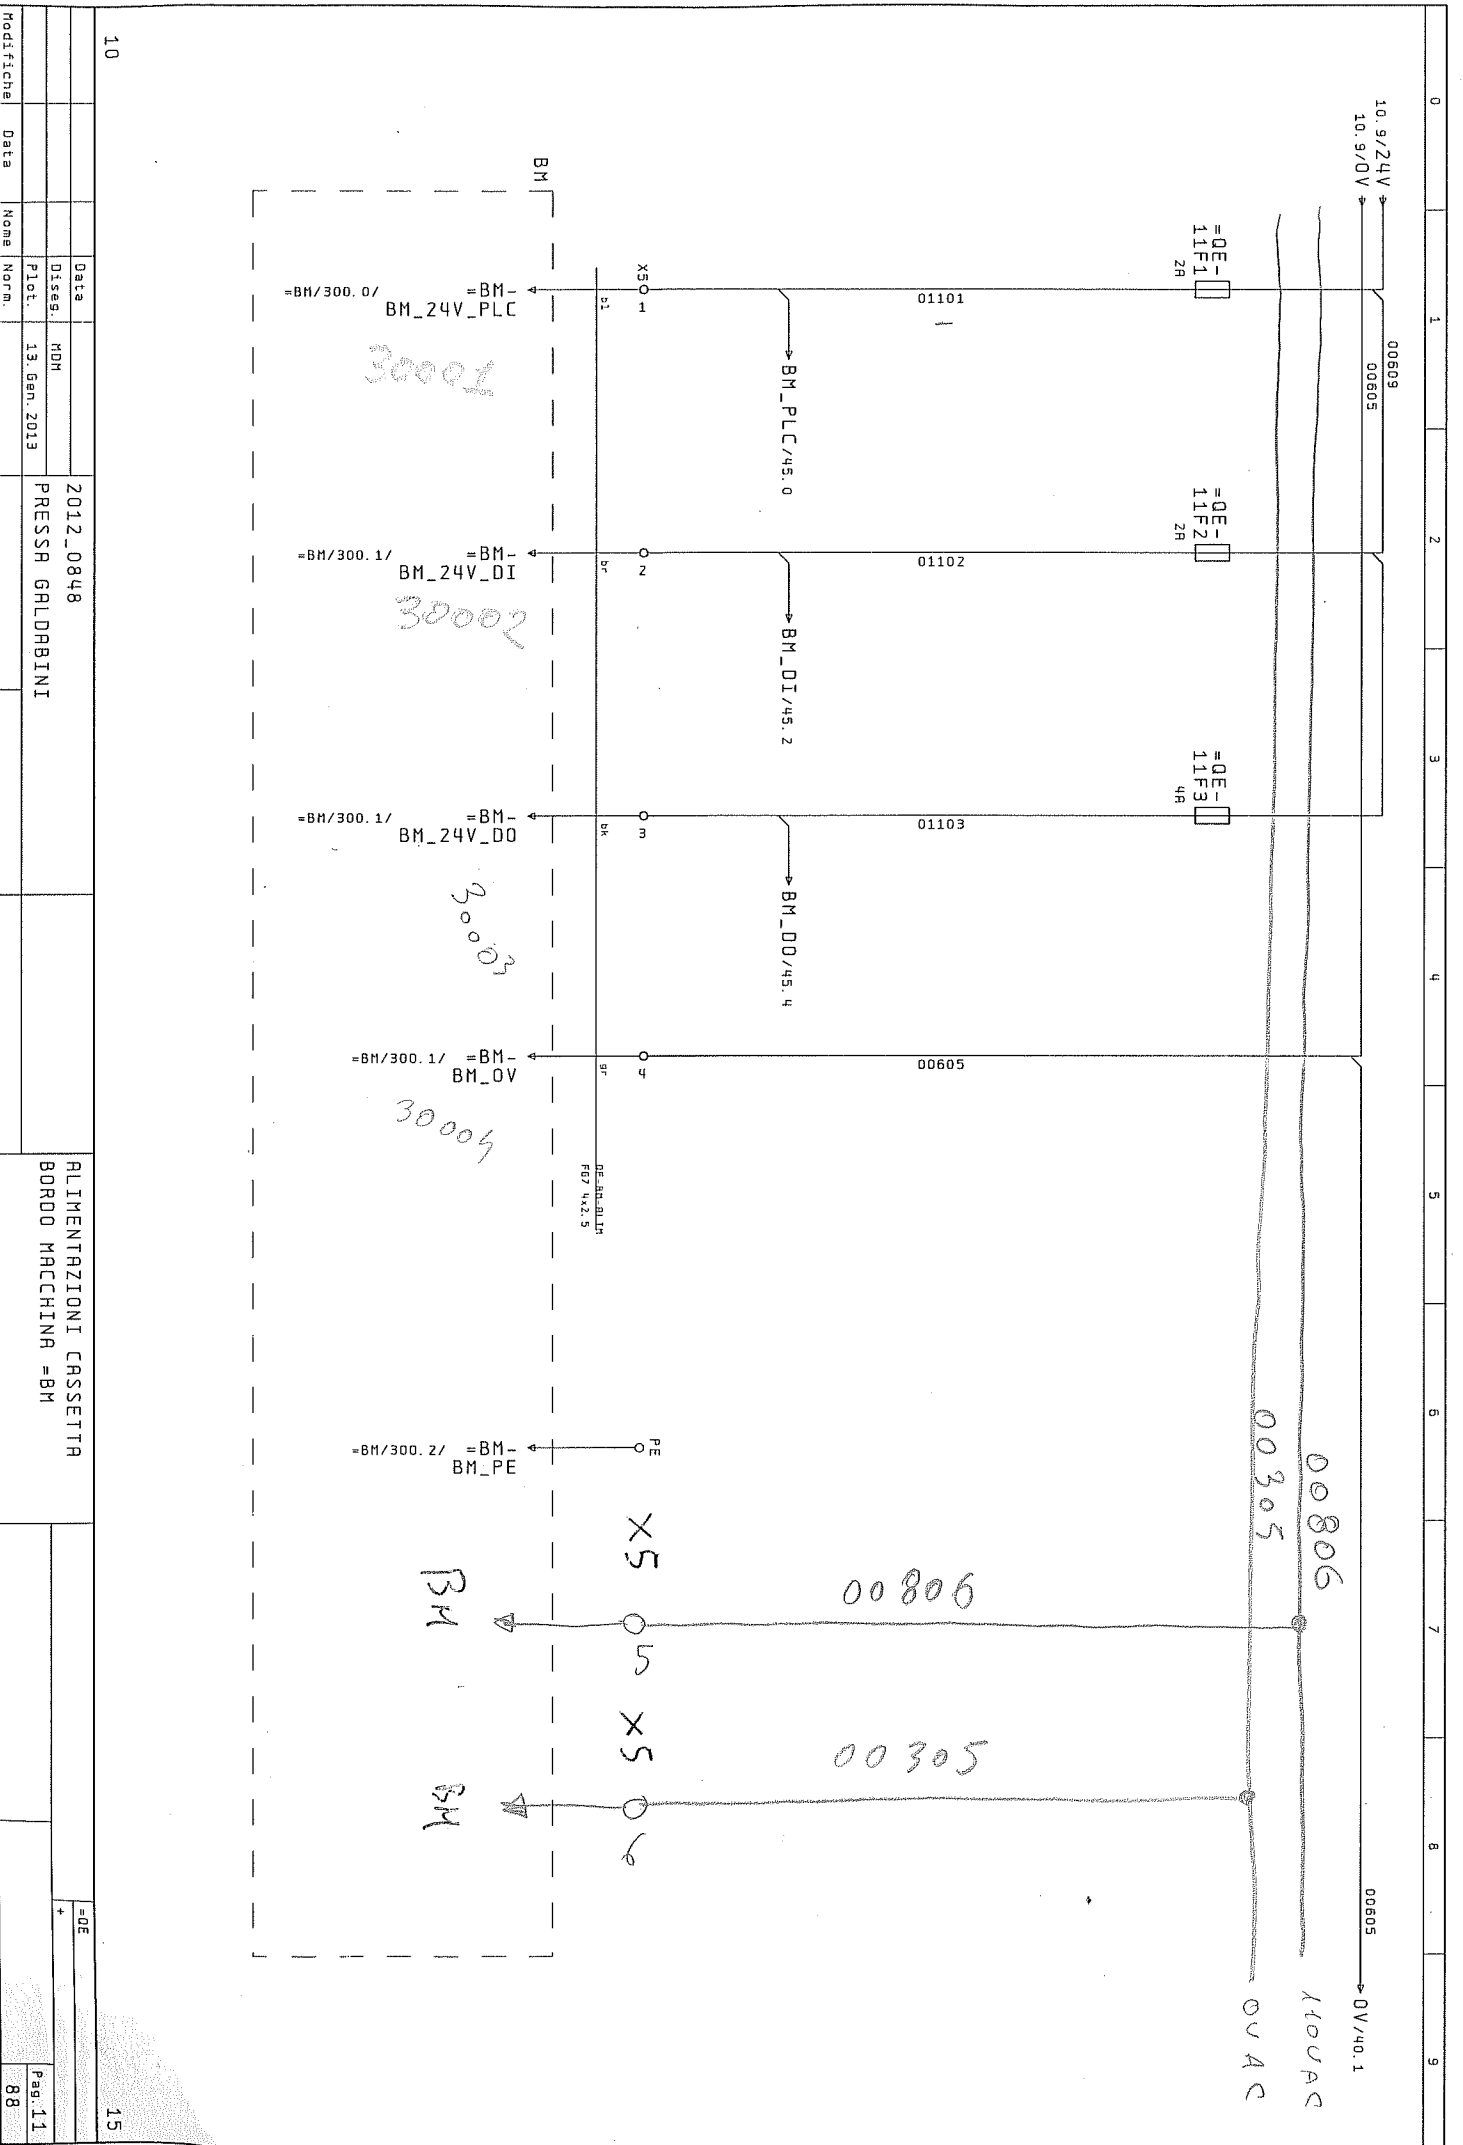 0 1 2 3 4 5 6 7 8 9
10.9/24V
10.9/0V
00609
00605
00605
0V/40.1
110VAC
0VAC
00806
00305
=QE-
11F1
2A
=QE-
11F2
2A
=QE-
11F3
4A
01101
01102
01103
00605
00806
00305
BM_PLC/45.0
BM_DI/45.2
BM_DO/45.4
X5
1
2
3
4
PE
X5
5
X5
6
bl
br
bk
gr
QE-BM-ALIM
FG7 4x2.5
BM
=BM-
BM_24V_PLC
=BM/300.0/
30001
=BM-
BM_24V_DI
=BM/300.1/
30002
=BM-
BM_24V_DO
=BM/300.1/
30003
=BM-
BM_0V
=BM/300.1/
30004
=BM-
BM_PE
=BM/300.2/
BM
BM
10
15
Modifiche
Data
Nome
Norm.
Data
Diseg. MDM
Plot. 13.Gen.2013
2012_0848
PRESSA GALDABINI
ALIMENTAZIONI CASSETTA
BORDO MACCHINA =BM
=QE
+
Pag.11
88